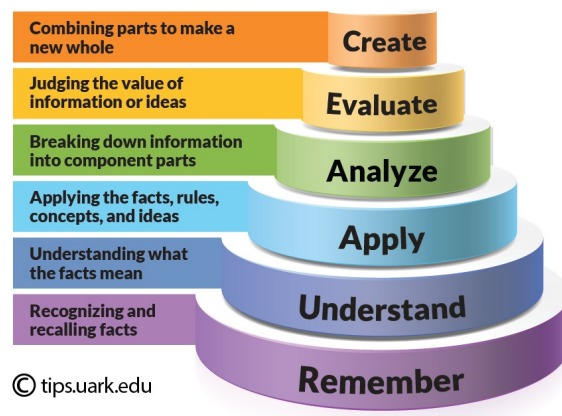 Combining parts to make a
new whole
Create
Judging the value of
information or ideas
Evaluate
Breaking down information
into component parts
Analyze
Applying the facts, rules,
concepts, and ideas
Apply
Understanding what
the facts mean
Understand
Recognizing and
recalling facts
Remember
© tips.uark.edu